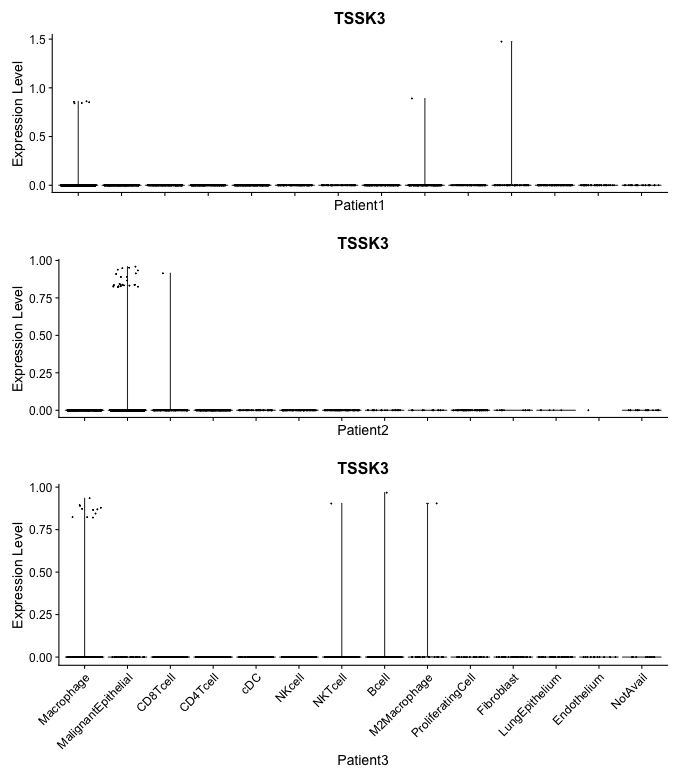 TSSK3
Expression Level
1.5
1.0
0.5
0.0
Patient1
TSSK3
Expression Level
1.00
0.75
0.50
0.25
0.00
Patient2
TSSK3
Expression Level
1.00
0.75
0.50
0.25
0.00
Macrophage
MalignantEpithelial
CD8Tcell
CD4Tcell
cDC
NKcell
NKTcell
Bcell
M2Macrophage
ProliferatingCell
Fibroblast
LungEpithelium
Endothelium
NotAvail
Patient3